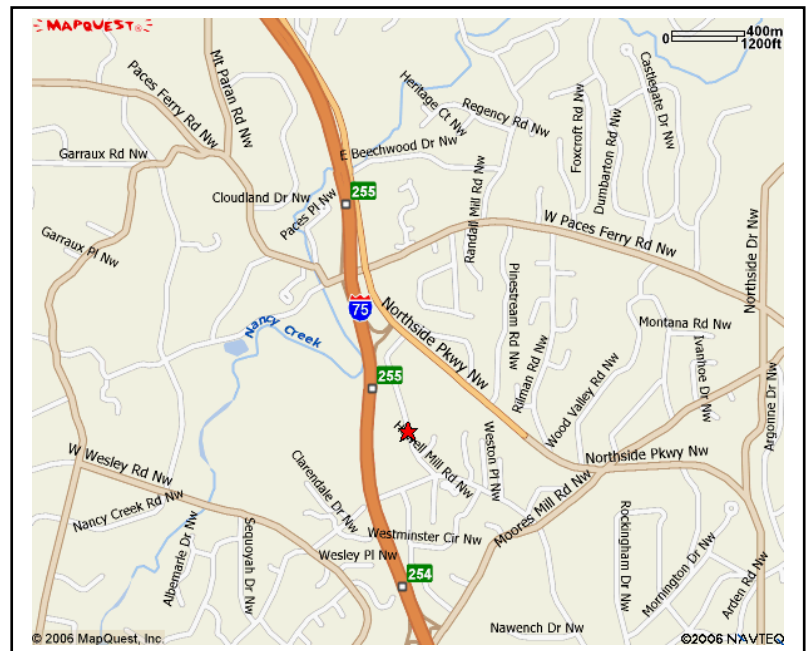 MAPQUEST
0 400m
1200ft
Paces Ferry Rd Nw
Mt Paran Rd Nw
Heritage Ct Nw
Regency Rd Nw
Castlegate Dr Nw
Foxcroft Rd Nw
Dumbarton Rd Nw
E Beechwood Dr Nw
Garraux Rd Nw
Cloudland Dr Nw
Paces Pl Nw
255
Randall Mill Rd Nw
W Paces Ferry Rd Nw
Garraux Pl Nw
Northside Dr Nw
Pinestream Rd Nw
75
Northside Pkwy Nw
Nancy Creek
Montana Rd Nw
Ivanhoe Dr Nw
Rilman Rd Nw
Wood Valley Rd Nw
255
Argonne Dr Nw
Weston Pl Nw
Mill Rd Nw
W Wesley Rd Nw
Clarendale Dr Nw
Northside Pkwy Nw
Moores Mill Rd Nw
Nancy Creek Rd Nw
Albemarle Dr Nw
Sequoyah Dr Nw
Westminster Cir Nw
Wesley Pl Nw
Rockingham Dr Nw
Mornington Dr Nw
Arden Rd Nw
254
Nawench Dr Nw
© 2006 MapQuest, Inc.
©2006 NAVTEQ